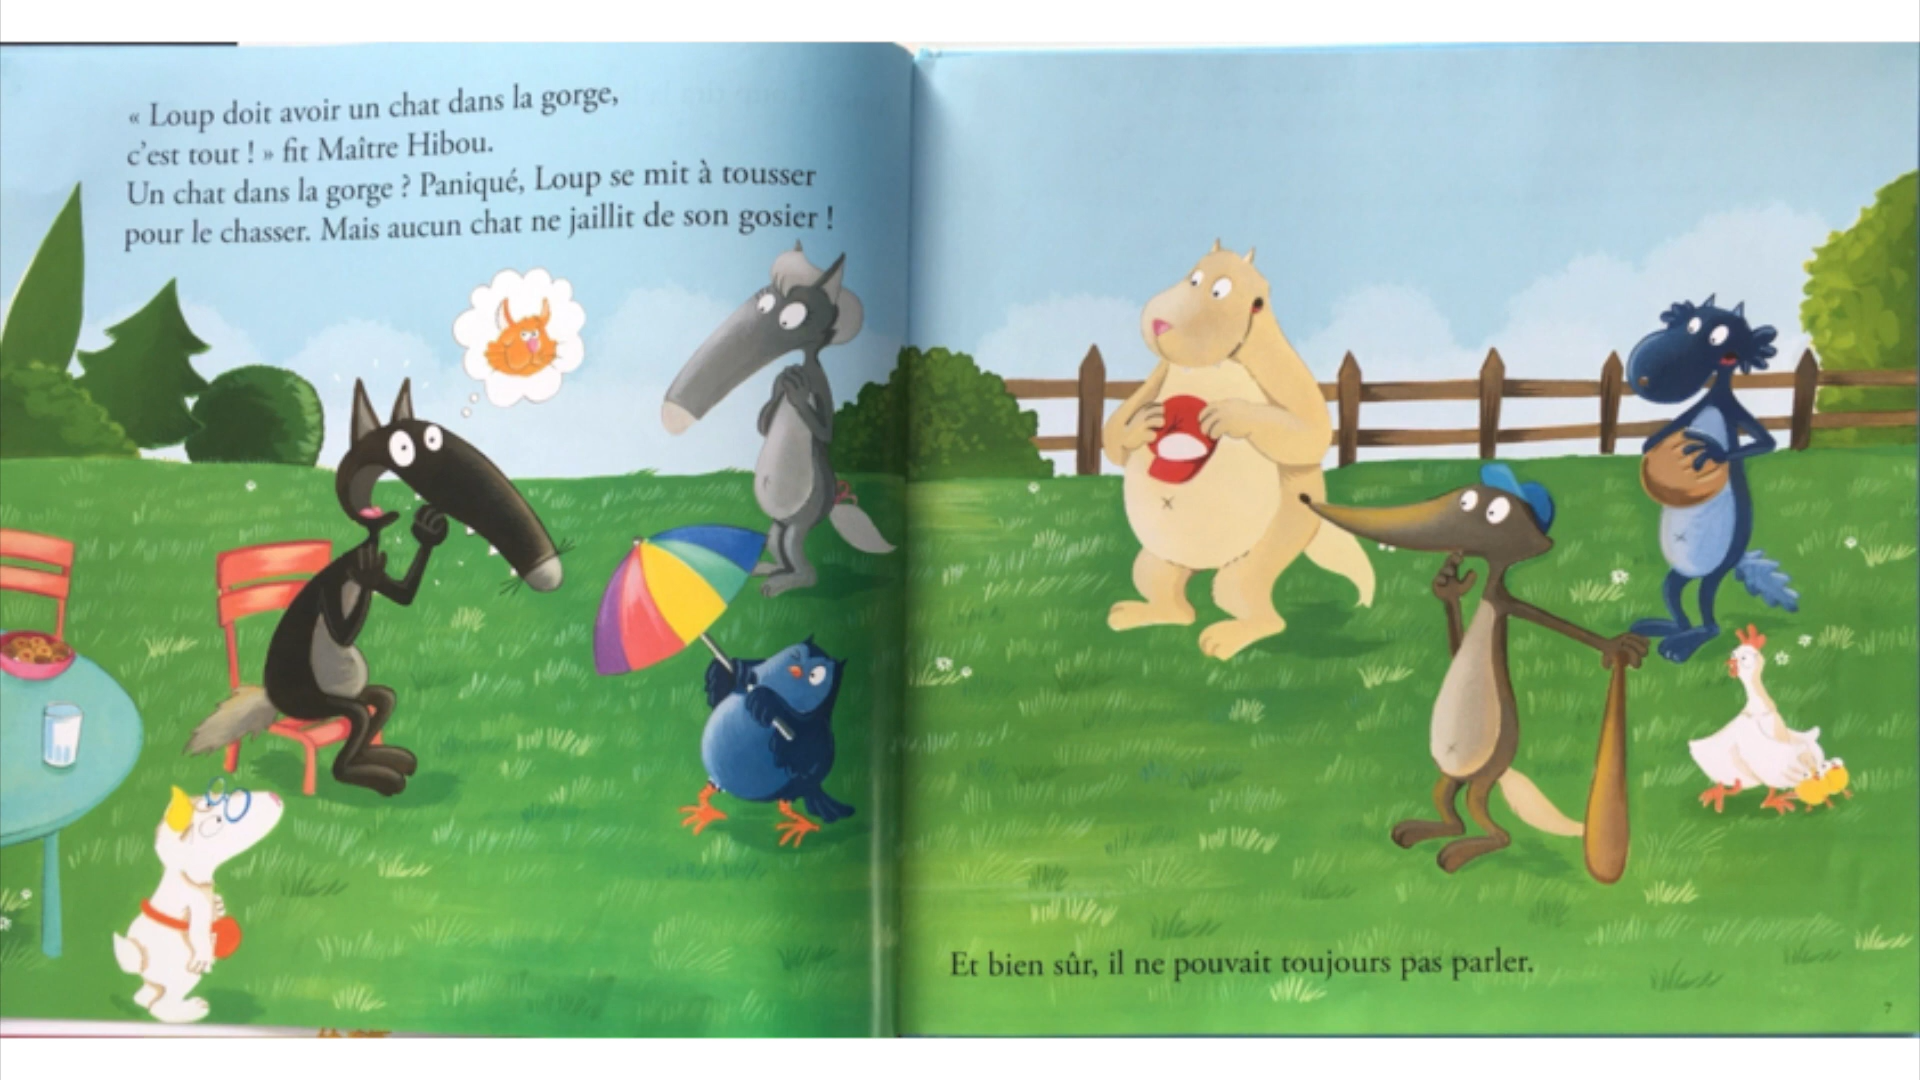 « Loup doit avoir un chat dans la gorge,
c'est tout ! » fit Maître Hibou.
Un chat dans la gorge ? Paniqué, Loup se mit à tousser
pour le chasser. Mais aucun chat ne jaillit de son gosier !
Et bien sûr, il ne pouvait toujours pas parler.
7